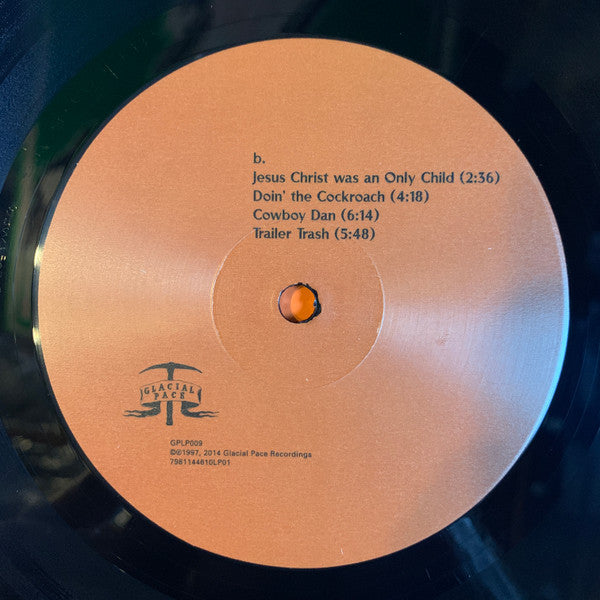 b.
Jesus Christ was an Only Child (2:36)
Doin' the Cockroach (4:18)
Cowboy Dan (6:14)
Trailer Trash (5:48)
GLACIAL
PACE
GPLP009
©℗1997, 2014 Glacial Pace Recordings
7981144610LP01